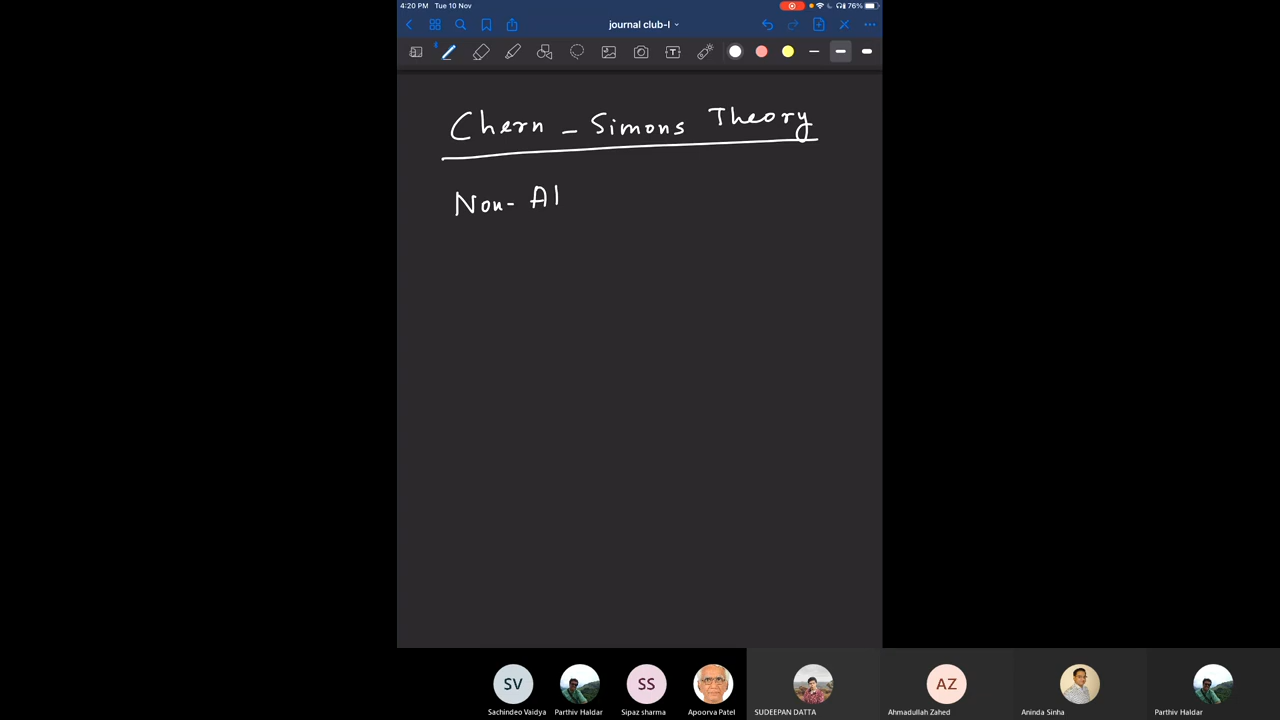 4:20 PM Tue 10 Nov
76%
journal club-I
T
Chern - Simons Theory
Non- Al
SV
SS
AZ
Sachindeo Vaidya
Parthiv Haldar
Sipaz sharma
Apoorva Patel
SUDEEPAN DATTA
Ahmadullah Zahed
Aninda Sinha
Parthiv Haldar